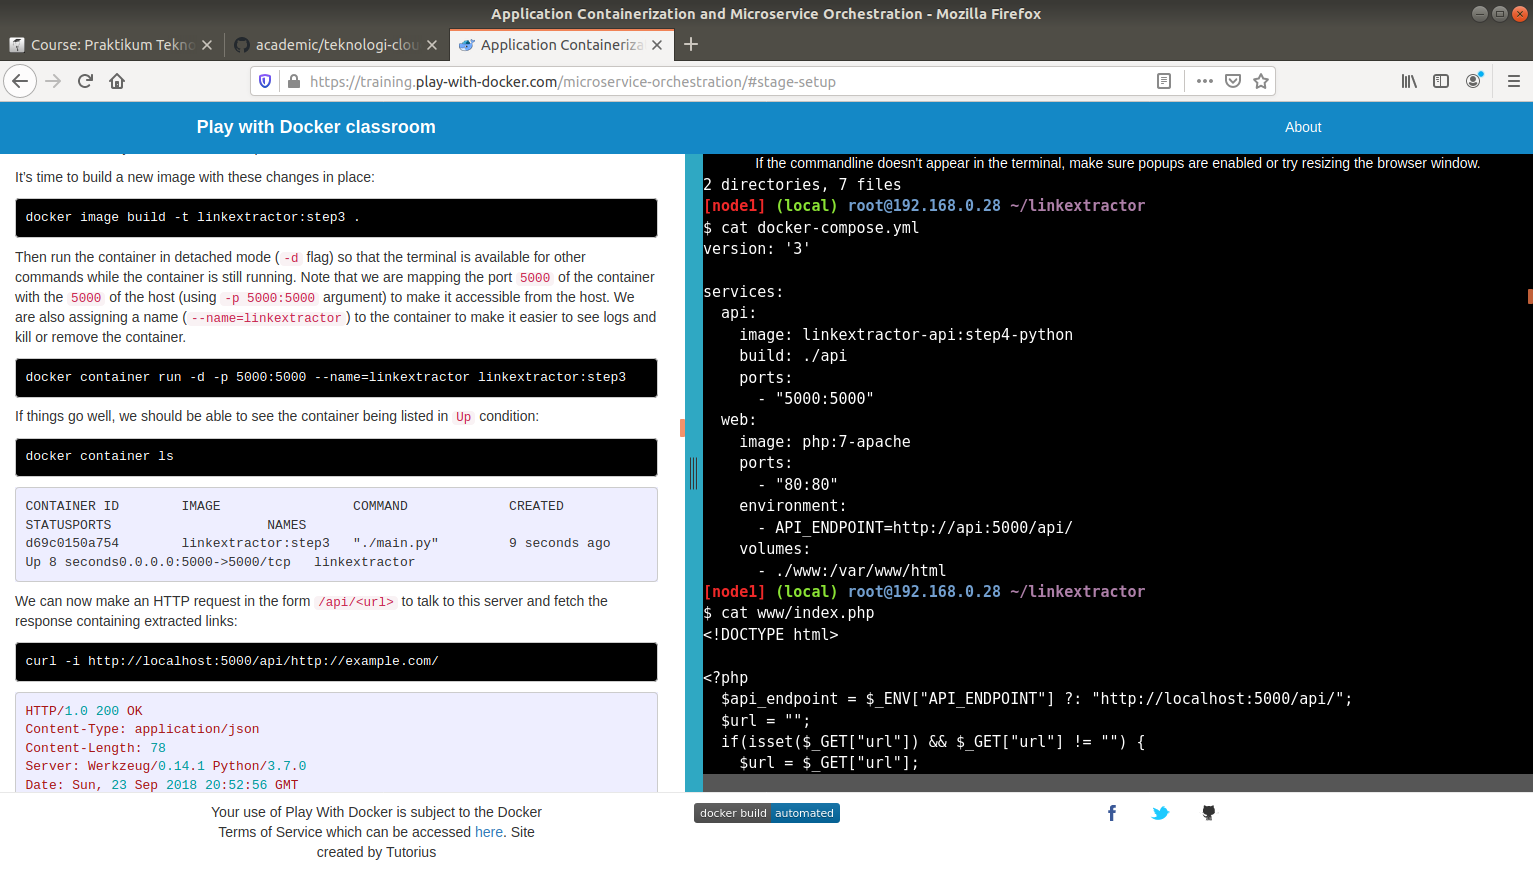 Application Containerization and Microservice Orchestration - Mozilla Firefox
Course: Praktikum Tekno
academic/teknologi-clou
Application Containeriza
https://training.play-with-docker.com/microservice-orchestration/#stage-setup
Play with Docker classroom
About
It's time to build a new image with these changes in place:
docker image build -t linkextractor:step3 .
Then run the container in detached mode ( -d flag) so that the terminal is available for other
commands while the container is still running. Note that we are mapping the port 5000 of the container
with the 5000 of the host (using -p 5000:5000 argument) to make it accessible from the host. We
are also assigning a name ( --name=linkextractor ) to the container to make it easier to see logs and
kill or remove the container.
docker container run -d -p 5000:5000 --name=linkextractor linkextractor:step3
If things go well, we should be able to see the container being listed in Up condition:
docker container ls
CONTAINER ID        IMAGE                 COMMAND             CREATED
STATUSPORTS                    NAMES
d69c0150a754        linkextractor:step3   "./main.py"         9 seconds ago
Up 8 seconds0.0.0.0:5000->5000/tcp   linkextractor
We can now make an HTTP request in the form /api/<url> to talk to this server and fetch the
response containing extracted links:
curl -i http://localhost:5000/api/http://example.com/
HTTP/1.0 200 OK
Content-Type: application/json
Content-Length: 78
Server: Werkzeug/0.14.1 Python/3.7.0
Date: Sun, 23 Sep 2018 20:52:56 GMT
If the commandline doesn't appear in the terminal, make sure popups are enabled or try resizing the browser window.
2 directories, 7 files
[node1] (local) root@192.168.0.28 ~/linkextractor
$ cat docker-compose.yml
version: '3'

services:
  api:
    image: linkextractor-api:step4-python
    build: ./api
    ports:
      - "5000:5000"
  web:
    image: php:7-apache
    ports:
      - "80:80"
    environment:
      - API_ENDPOINT=http://api:5000/api/
    volumes:
      - ./www:/var/www/html
[node1] (local) root@192.168.0.28 ~/linkextractor
$ cat www/index.php
<!DOCTYPE html>

<?php
  $api_endpoint = $_ENV["API_ENDPOINT"] ?: "http://localhost:5000/api/";
  $url = "";
  if(isset($_GET["url"]) && $_GET["url"] != "") {
    $url = $_GET["url"];
Your use of Play With Docker is subject to the Docker
Terms of Service which can be accessed here. Site
created by Tutorius
docker build automated